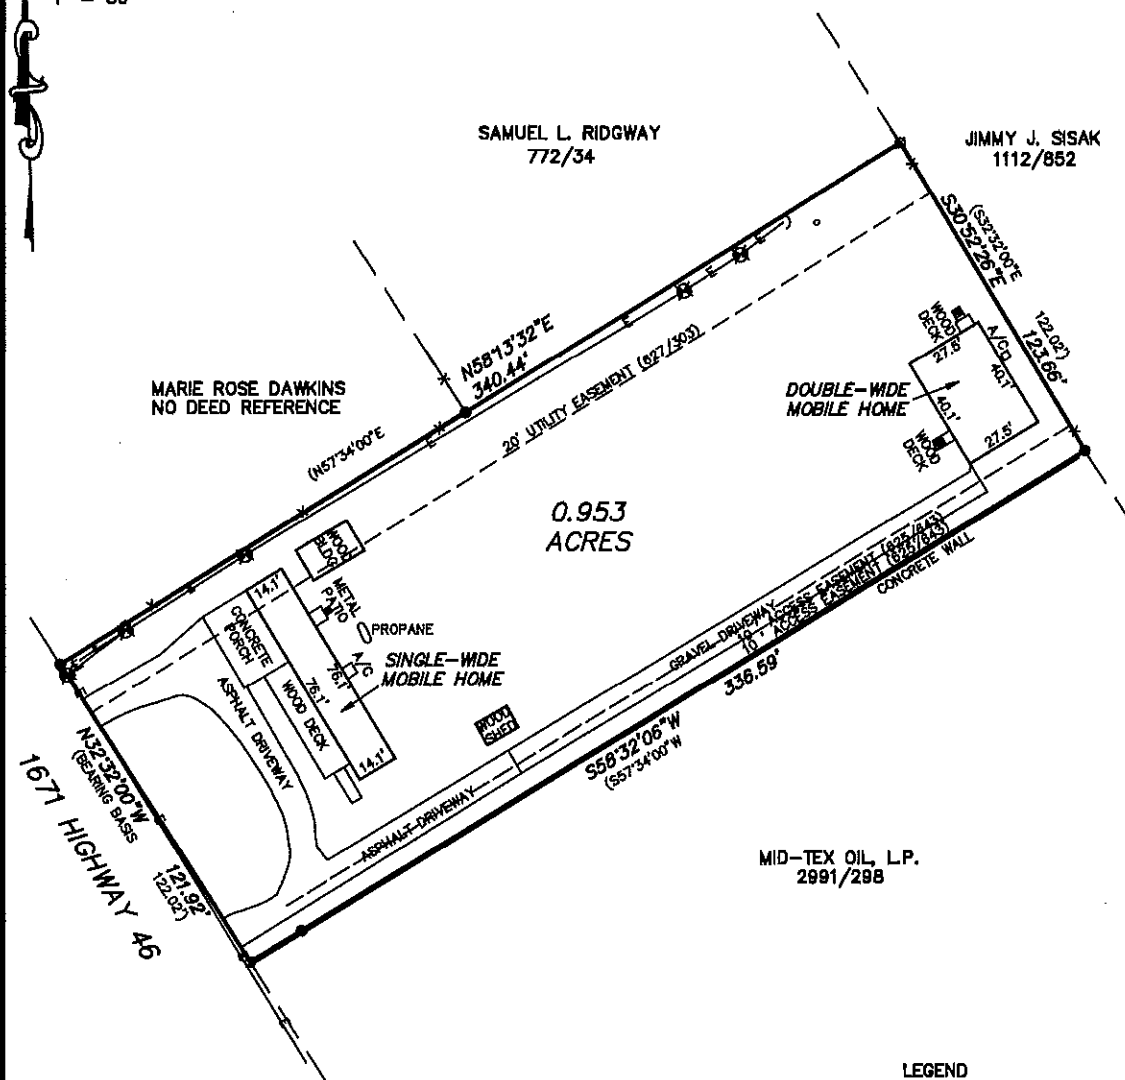 SAMUEL L. RIDGWAY
772/34
JIMMY J. SISAK
1112/852
S30°52'26"E
(S32°32'00"E
123.66'
122.02')
N58°13'32"E
340.44'
(N57°34'00"E
MARIE ROSE DAWKINS
NO DEED REFERENCE
20' UTILITY EASEMENT (627/303)
E
E
E
E
E
WOOD
DECK
A/C
27.5'
40.1'
40.1'
27.5'
DOUBLE-WIDE
MOBILE HOME
WOOD
DECK
0.953
ACRES
WOOD
BLDG
METAL
PATIO
PROPANE
14.1'
CONCRETE
PORCH
A/C
76.1'
76.1'
SINGLE-WIDE
MOBILE HOME
WOOD DECK
14.1'
ASPHALT DRIVEWAY
WOOD
SHED
GRAVEL DRIVEWAY
10' ACCESS EASEMENT (625/843)
10' ACCESS EASEMENT (625/843)
CONCRETE WALL
336.59'
S58°32'06"W
(S57°34'00"W
ASPHALT DRIVEWAY
N32°32'00"W
(BEARING BASIS
121.92'
122.02')
1671 HIGHWAY 46
MID-TEX OIL, L.P.
2991/298
LEGEND